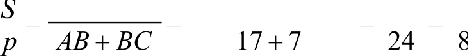 S
p = AB + BC = 17 + 7 = 24 = 8